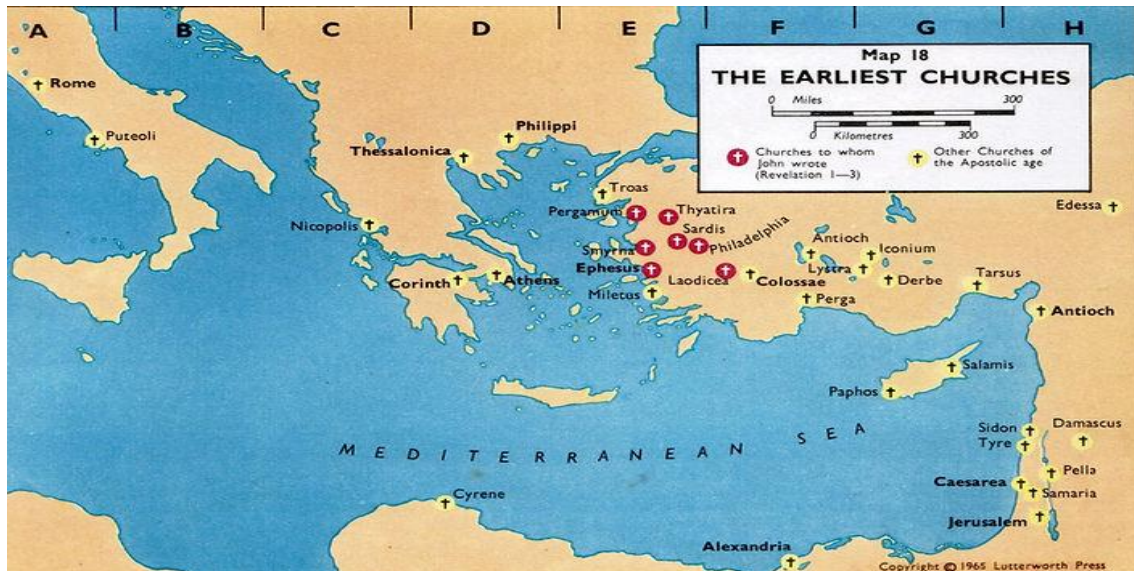 A B C D E F G H
Map 18
THE EARLIEST CHURCHES
0 Miles 300
0 Kilometres 300
Churches to whom
John wrote
(Revelation 1—3)
Other Churches of
the Apostolic age
Rome
Puteoli
Philippi
Thessalonica
Troas
Edessa
Pergamum
Thyatira
Nicopolis
Sardis
Philadelphia
Smyrna
Antioch
Iconium
Ephesus
Laodicea
Colossae
Lystra
Derbe
Tarsus
Corinth
Athens
Miletus
Perga
Antioch
Salamis
Paphos
MEDITERRANEAN SEA
Sidon
Damascus
Tyre
Pella
Caesarea
Samaria
Cyrene
Jerusalem
Alexandria
Copyright © 1965 Lutterworth Press